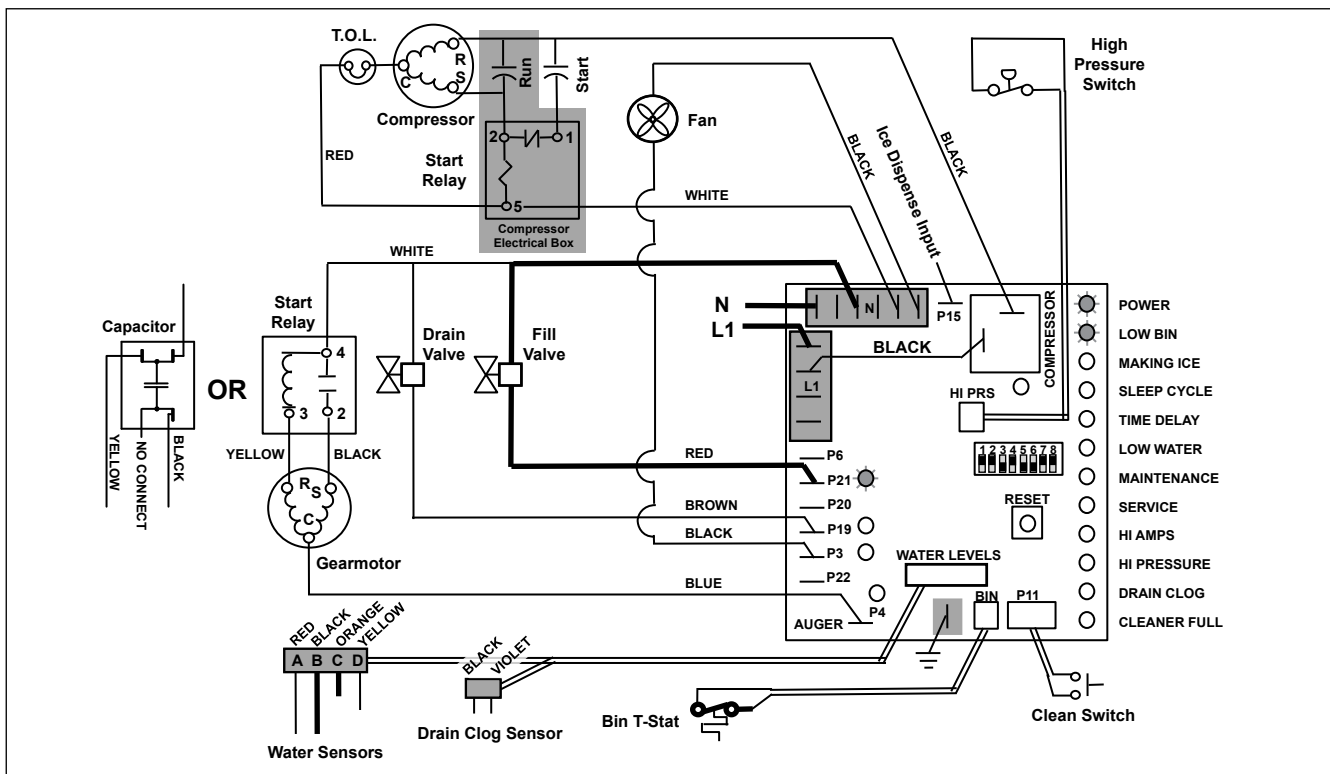 T.O.L.
R
S
C
Compressor
Run
Start
2
1
Start
Relay
5
Compressor
Electrical Box
RED
WHITE
Fan
BLACK
Ice Dispense Input
BLACK
High
Pressure
Switch
WHITE
Capacitor
YELLOW
NO CONNECT
BLACK
OR
Start
Relay
4
3
2
YELLOW
BLACK
R
S
C
Gearmotor
Drain
Valve
Fill
Valve
N
L1
N
P15
L1
BLACK
COMPRESSOR
HI PRS
1 2 3 4 5 6 7 8
RESET
RED
BROWN
BLACK
BLUE
P6
P21
P20
P19
P3
P22
P4
AUGER
WATER LEVELS
BIN
P11
POWER
LOW BIN
MAKING ICE
SLEEP CYCLE
TIME DELAY
LOW WATER
MAINTENANCE
SERVICE
HI AMPS
HI PRESSURE
DRAIN CLOG
CLEANER FULL
RED
BLACK
ORANGE
YELLOW
A B C D
Water Sensors
BLACK
VIOLET
Drain Clog Sensor
Bin T-Stat
Clean Switch